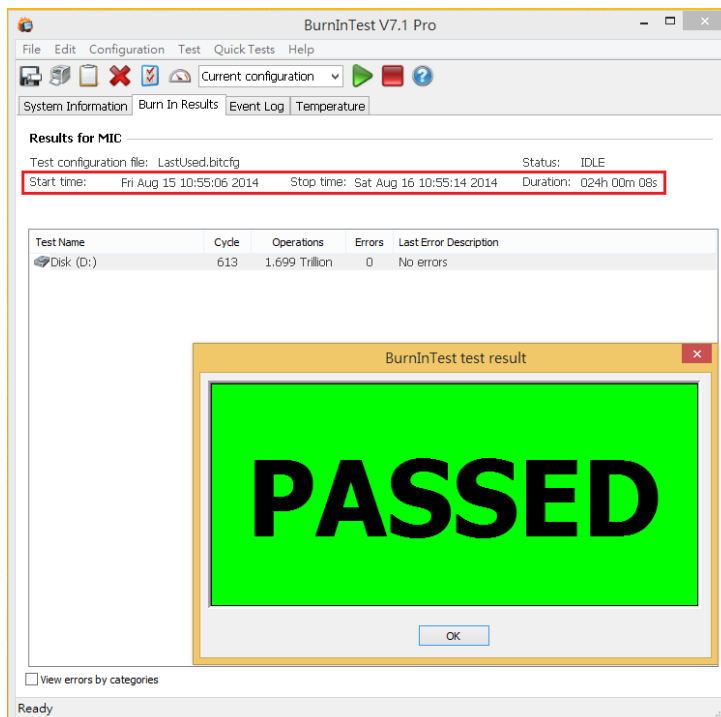 BurnInTest V7.1 Pro
File Edit Configuration Test Quick Tests Help
Current configuration
System Information Burn In Results Event Log Temperature
Results for MIC
Test configuration file: LastUsed.bitcfg Status: IDLE
Start time: Fri Aug 15 10:55:06 2014 Stop time: Sat Aug 16 10:55:14 2014 Duration: 024h 00m 08s
Test Name Cycle Operations Errors Last Error Description
Disk (D:) 613 1.699 Trillion 0 No errors
BurnInTest test result
PASSED
OK
View errors by categories
Ready